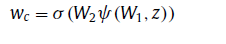 w_c = σ (W_2 ψ (W_1, z))